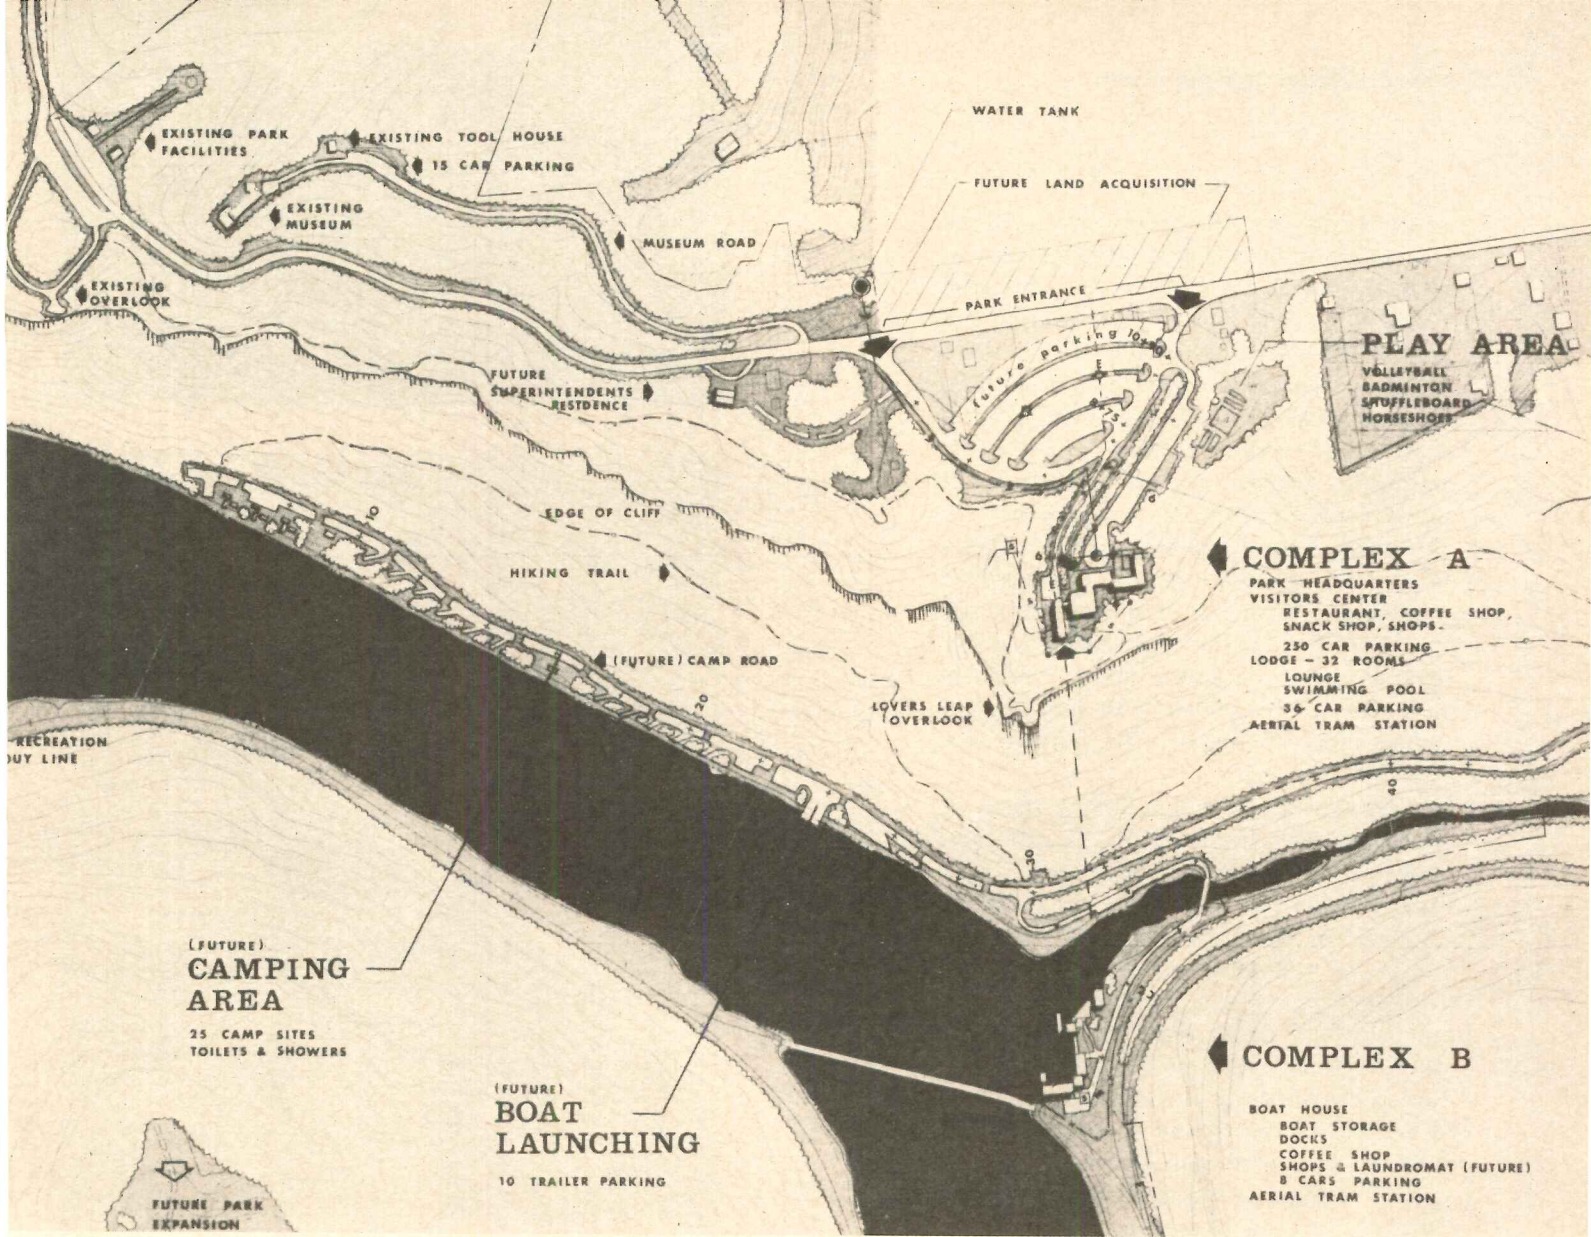 WATER TANK
EXISTING PARK
FACILITIES
EXISTING TOOL HOUSE
15 CAR PARKING
FUTURE LAND ACQUISITION
EXISTING
MUSEUM
MUSEUM ROAD
EXISTING
OVERLOOK
PARK ENTRANCE
future parking 10
PLAY AREA
VOLLEYBALL
BADMINTON
SHUFFLEBOARD
HORSESHOES
75
FUTURE
SUPERINTENDENTS
RESTDENCE
EDGE OF CLIFF
10
HIKING TRAIL
COMPLEX A
PARK HEADQUARTERS
VISITORS CENTER
RESTAURANT, COFFEE SHOP,
SNACK SHOP, SHOPS-
250 CAR PARKING
LODGE - 32 ROOMS
LOUNGE
SWIMMING POOL
36 CAR PARKING
AERIAL TRAM STATION
(FUTURE) CAMP ROAD
20
LOVERS LEAP
OVERLOOK
RECREATION
OUY LINE
40
30
(FUTURE)
CAMPING
AREA
25 CAMP SITES
TOILETS & SHOWERS
(FUTURE)
BOAT
LAUNCHING
10 TRAILER PARKING
COMPLEX B
BOAT HOUSE
BOAT STORAGE
DOCKS
COFFEE SHOP
SHOPS & LAUNDROMAT (FUTURE)
8 CARS PARKING
AERIAL TRAM STATION
FUTURE PARK
EXPANSION